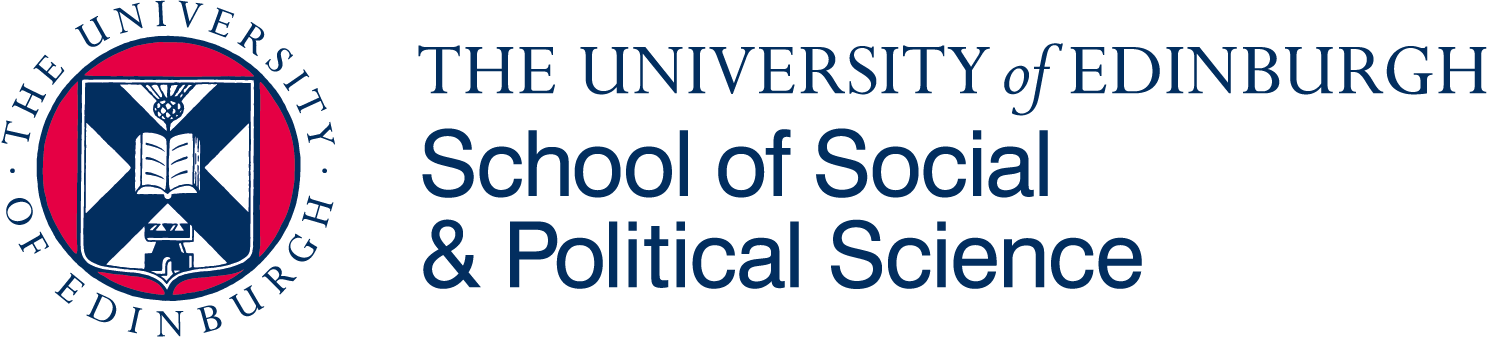 · THE UNIVERSITY ·
OF EDINBURGH
THE UNIVERSITY of EDINBURGH
School of Social
& Political Science